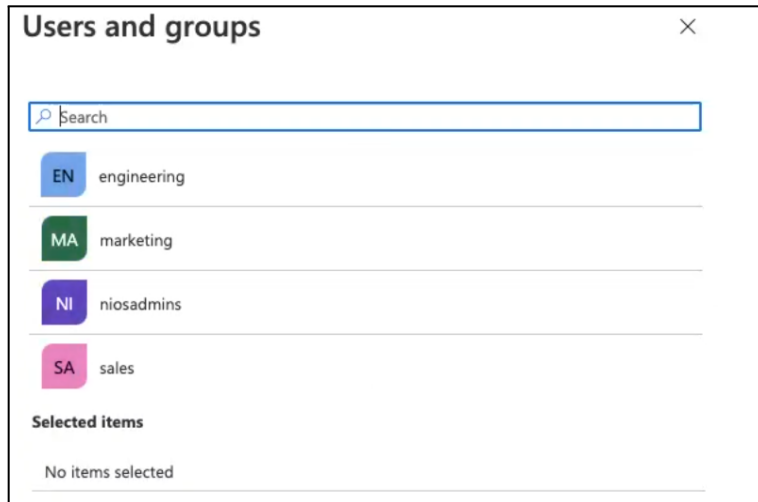 Users and groups
Search
EN engineering
MA marketing
NI niosadmins
SA sales
Selected items
No items selected